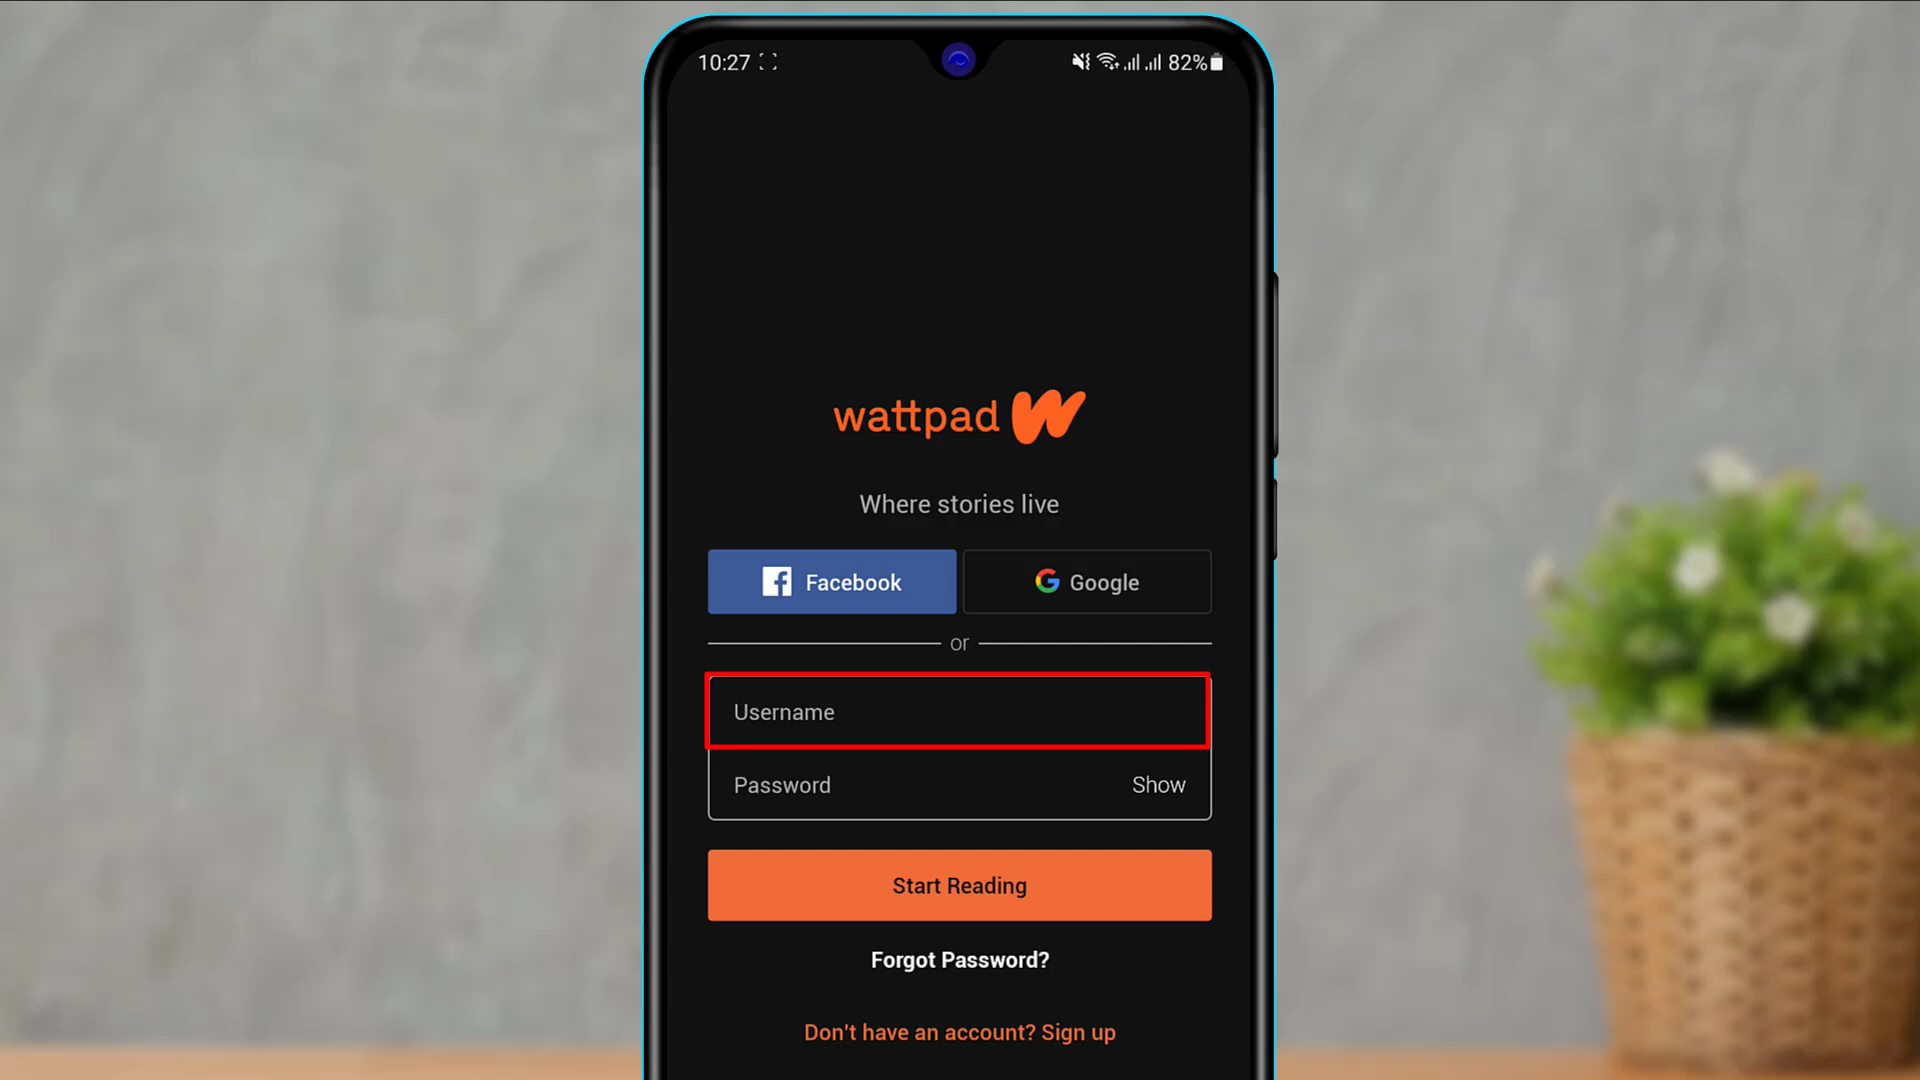 10:27 82%
wattpad
Where stories live
Facebook Google
or
Username
Password Show
Start Reading
Forgot Password?
Don't have an account? Sign up